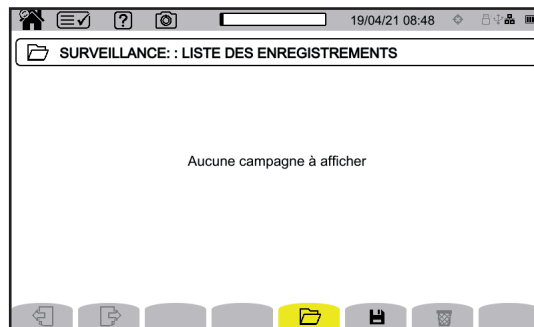 19/04/21 08:48
SURVEILLANCE: : LISTE DES ENREGISTREMENTS
Aucune campagne à afficher